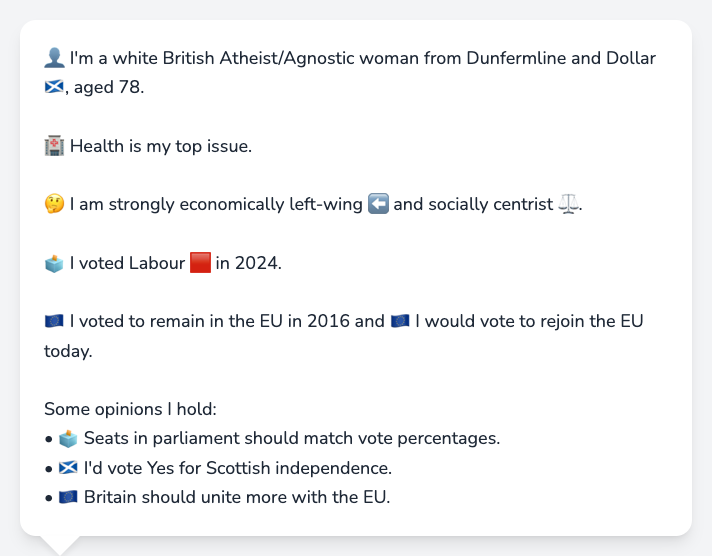 👤 I'm a white British Atheist/Agnostic woman from Dunfermline and Dollar
🏴󠁧󠁢󠁳󠁣󠁴󠁿, aged 78.
🏥 Health is my top issue.
🤔 I am strongly economically left-wing ⬅️ and socially centrist ⚖️.
🗳️ I voted Labour 🟥 in 2024.
🇪🇺 I voted to remain in the EU in 2016 and 🇪🇺 I would vote to rejoin the EU
today.
Some opinions I hold:
• 🗳️ Seats in parliament should match vote percentages.
• 🏴󠁧󠁢󠁳󠁣󠁴󠁿 I'd vote Yes for Scottish independence.
• 🇪🇺 Britain should unite more with the EU.